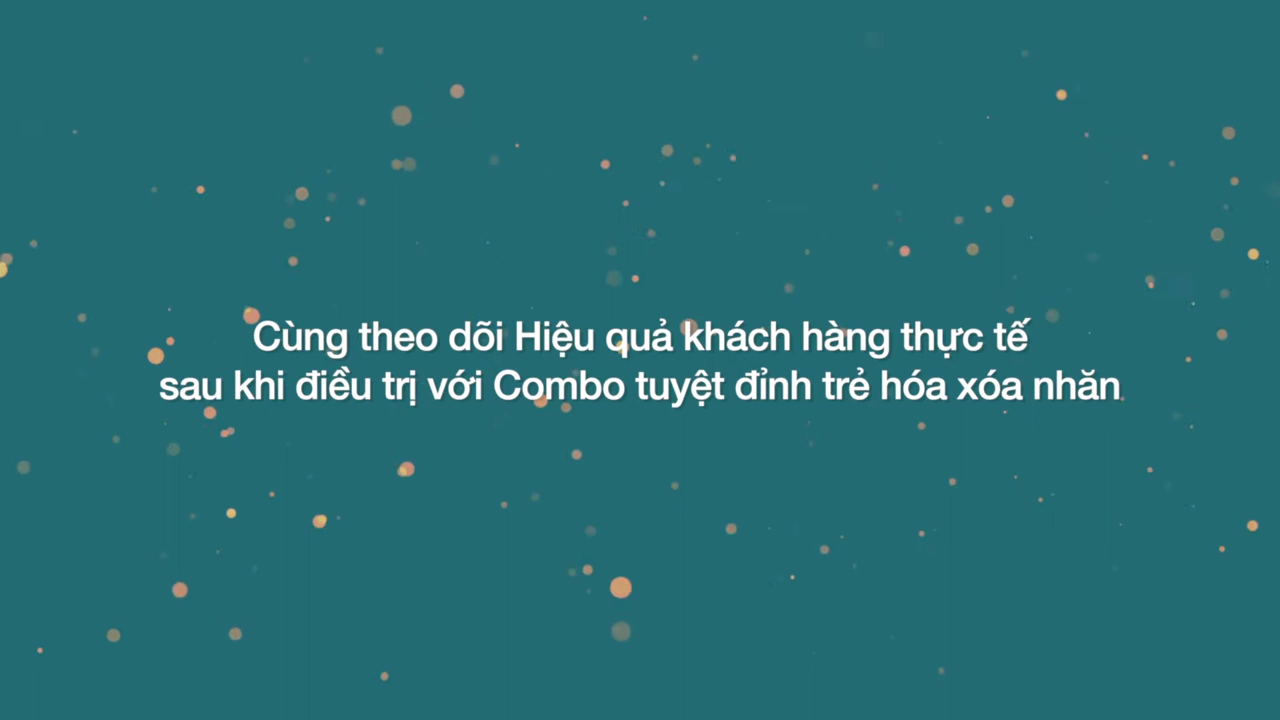 Cùng theo dõi Hiệu quả khách hàng thực tế
sau khi điều trị với Combo tuyệt đỉnh trẻ hóa xóa nhăn